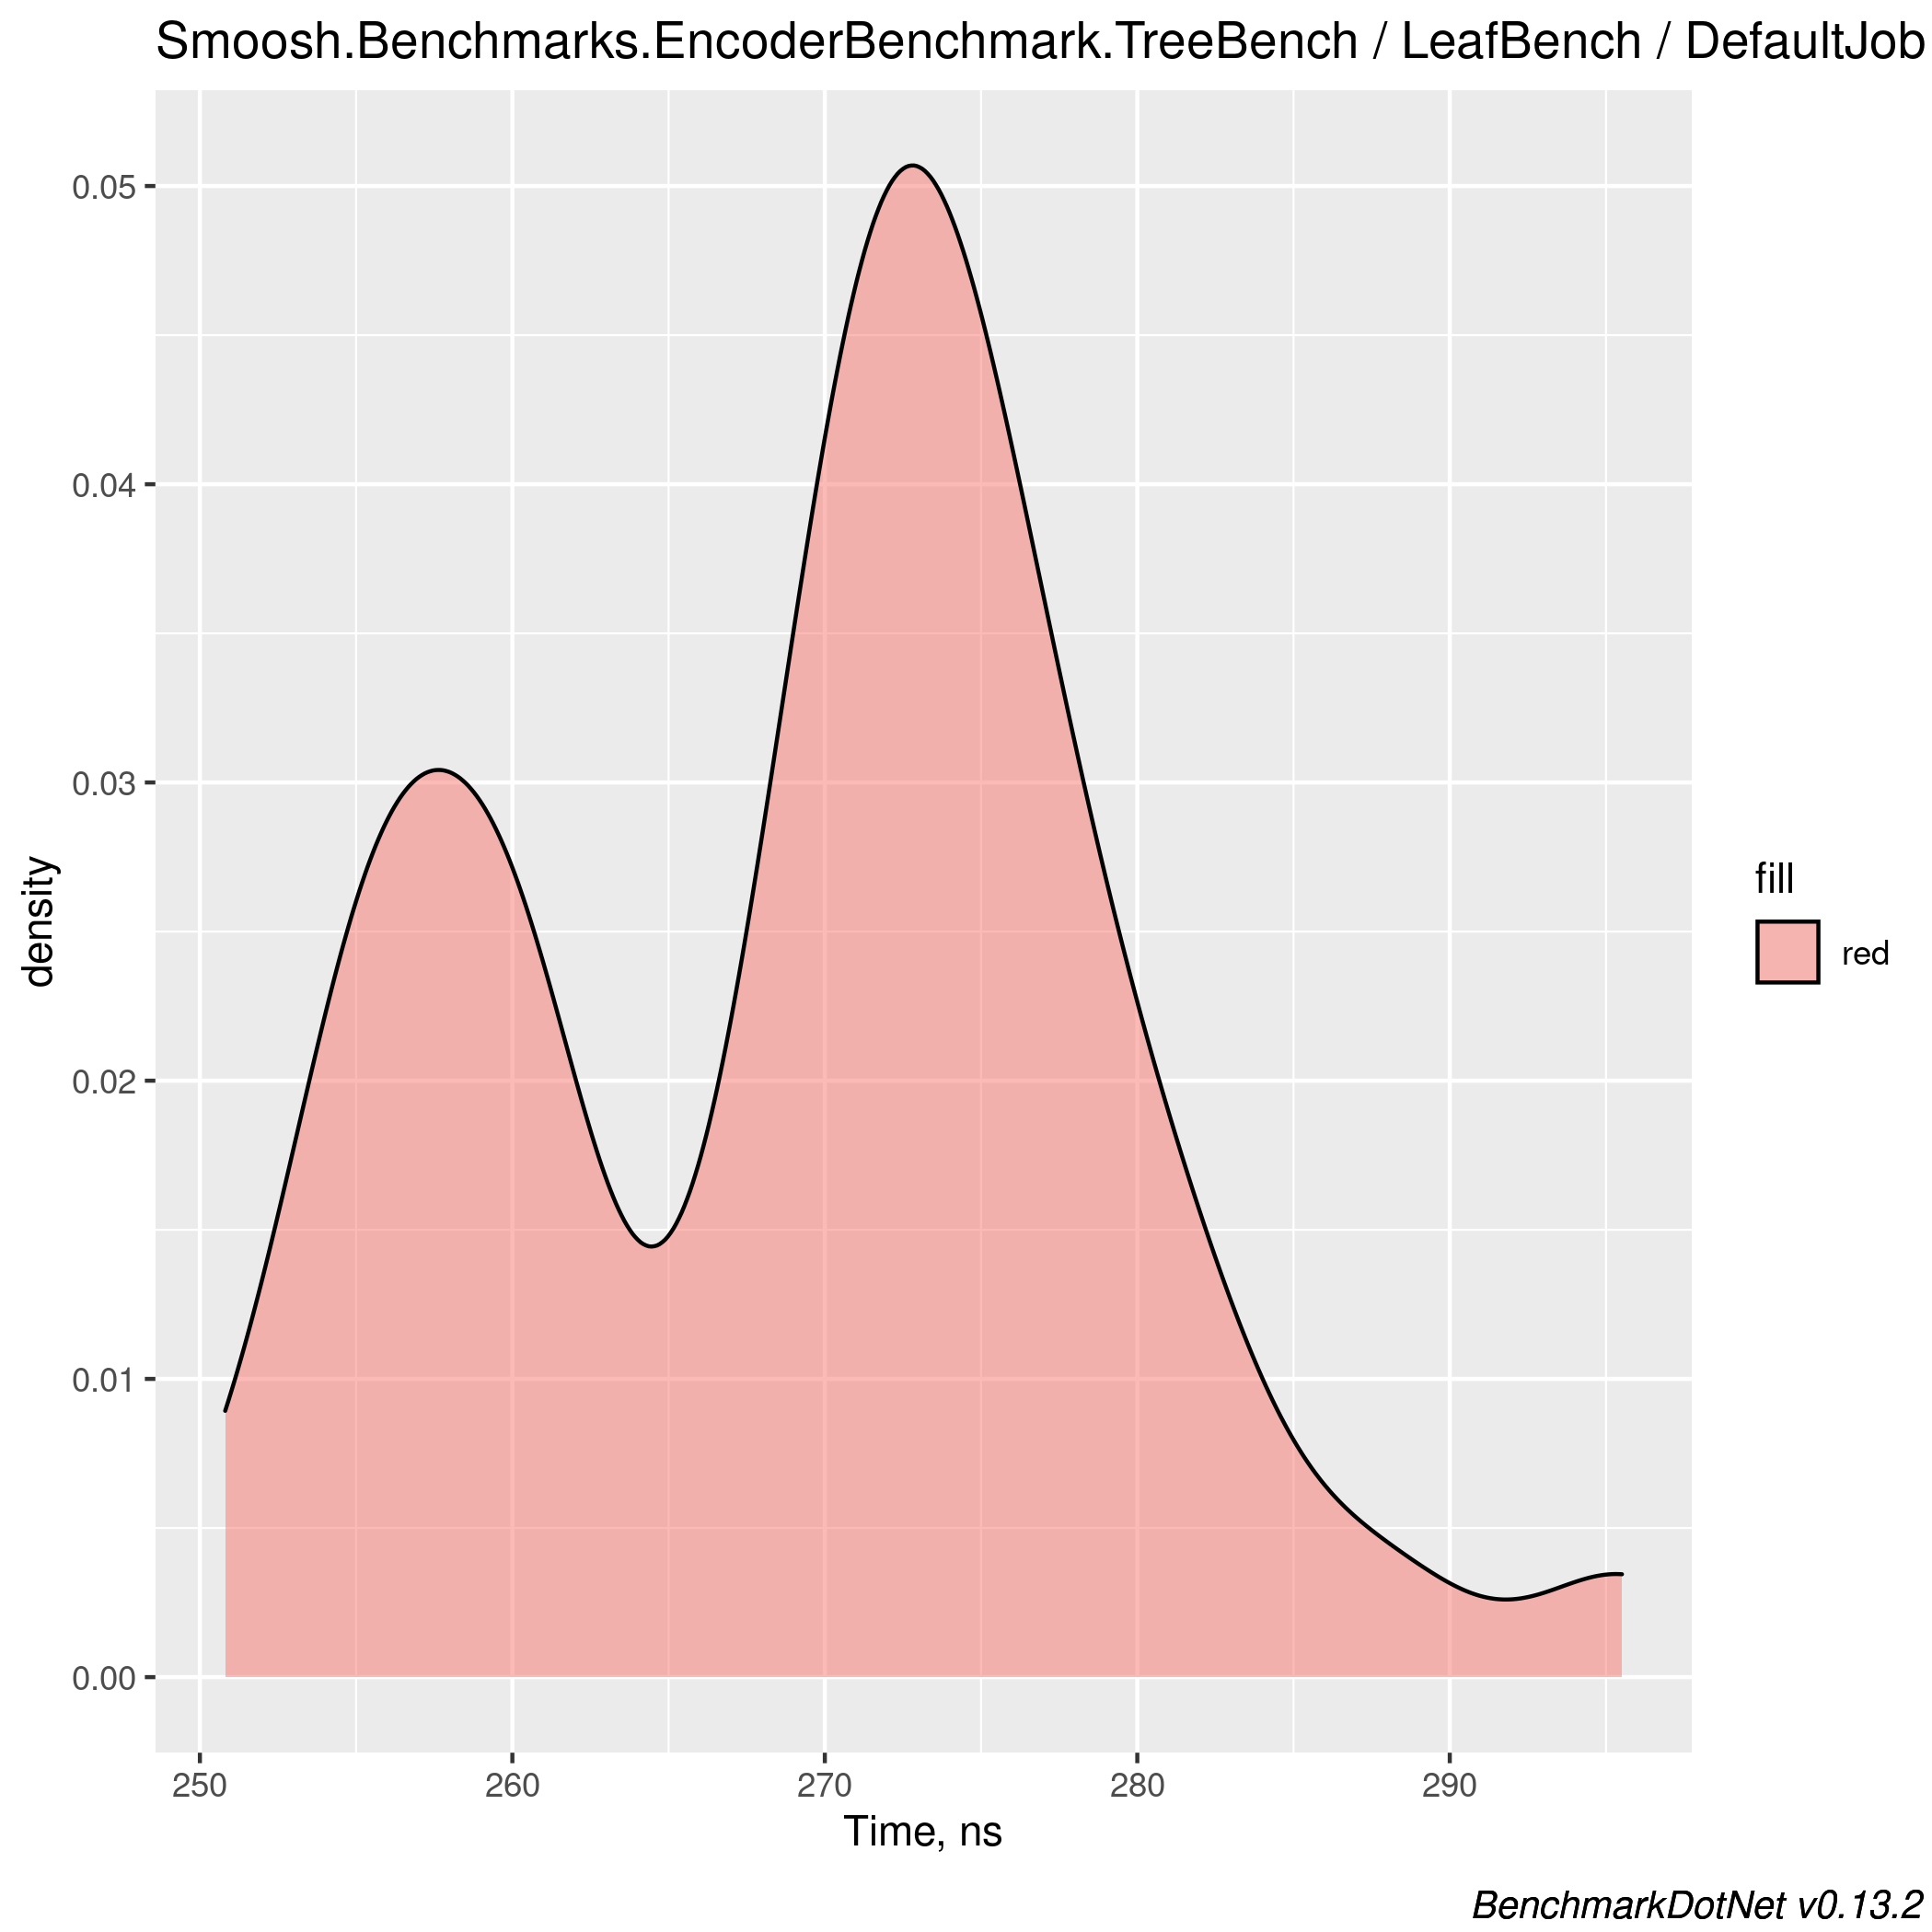 Smoosh.Benchmarks.EncoderBenchmark.TreeBench / LeafBench / DefaultJob
0.05
0.04
0.03
0.02
0.01
0.00
density
250 260 270 280 290
Time, ns
fill
red
BenchmarkDotNet v0.13.2